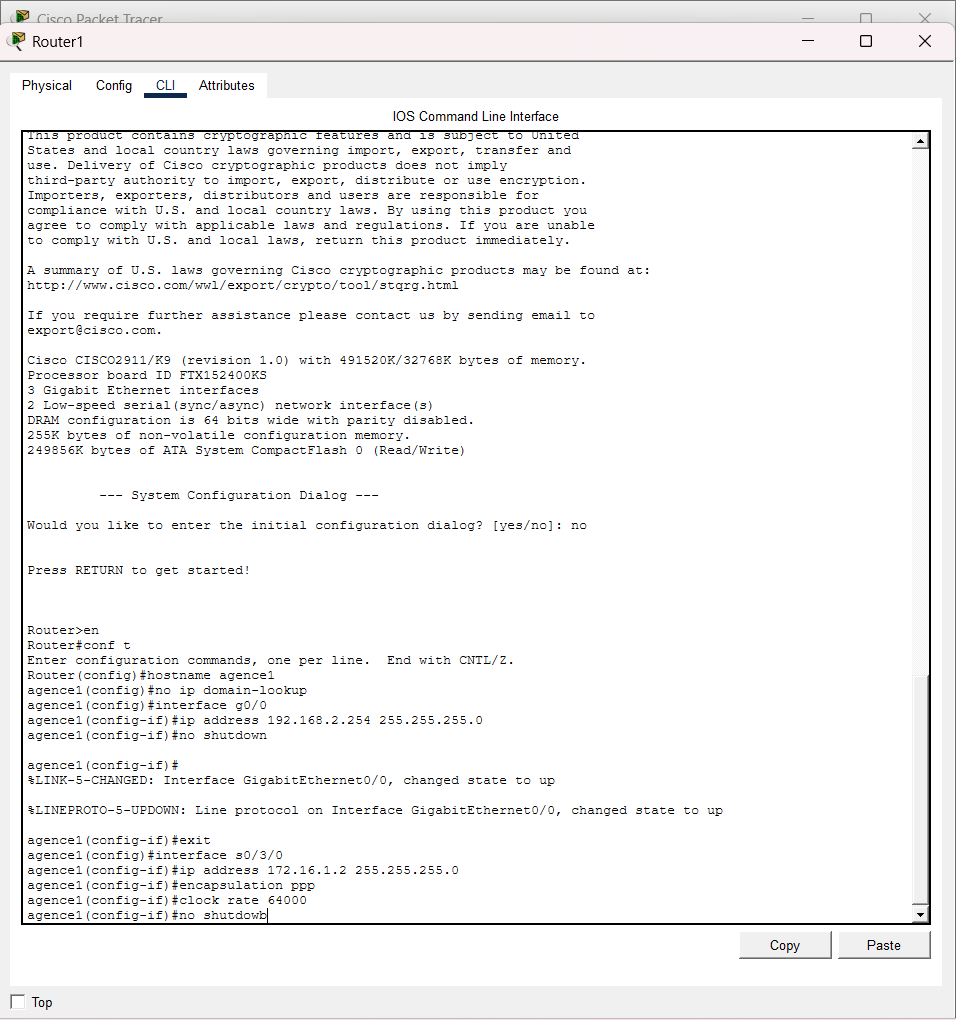 Cisco Packet Tracer
Router1
Physical Config CLI Attributes
IOS Command Line Interface
This product contains cryptographic features and is subject to United
States and local country laws governing import, export, transfer and
use. Delivery of Cisco cryptographic products does not imply
third-party authority to import, export, distribute or use encryption.
Importers, exporters, distributors and users are responsible for
compliance with U.S. and local country laws. By using this product you
agree to comply with applicable laws and regulations. If you are unable
to comply with U.S. and local laws, return this product immediately.
A summary of U.S. laws governing Cisco cryptographic products may be found at:
http://www.cisco.com/wwl/export/crypto/tool/stqrg.html
If you require further assistance please contact us by sending email to
export@cisco.com.
Cisco CISCO2911/K9 (revision 1.0) with 491520K/32768K bytes of memory.
Processor board ID FTX152400KS
3 Gigabit Ethernet interfaces
2 Low-speed serial(sync/async) network interface(s)
DRAM configuration is 64 bits wide with parity disabled.
255K bytes of non-volatile configuration memory.
249856K bytes of ATA System CompactFlash 0 (Read/Write)
--- System Configuration Dialog ---
Would you like to enter the initial configuration dialog? [yes/no]: no
Press RETURN to get started!
Router>en
Router#conf t
Enter configuration commands, one per line.  End with CNTL/Z.
Router(config)#hostname agence1
agence1(config)#no ip domain-lookup
agence1(config)#interface g0/0
agence1(config-if)#ip address 192.168.2.254 255.255.255.0
agence1(config-if)#no shutdown
agence1(config-if)#
%LINK-5-CHANGED: Interface GigabitEthernet0/0, changed state to up
%LINEPROTO-5-UPDOWN: Line protocol on Interface GigabitEthernet0/0, changed state to up
agence1(config-if)#exit
agence1(config)#interface s0/3/0
agence1(config-if)#ip address 172.16.1.2 255.255.255.0
agence1(config-if)#encapsulation ppp
agence1(config-if)#clock rate 64000
agence1(config-if)#no shutdowb
Copy Paste
Top